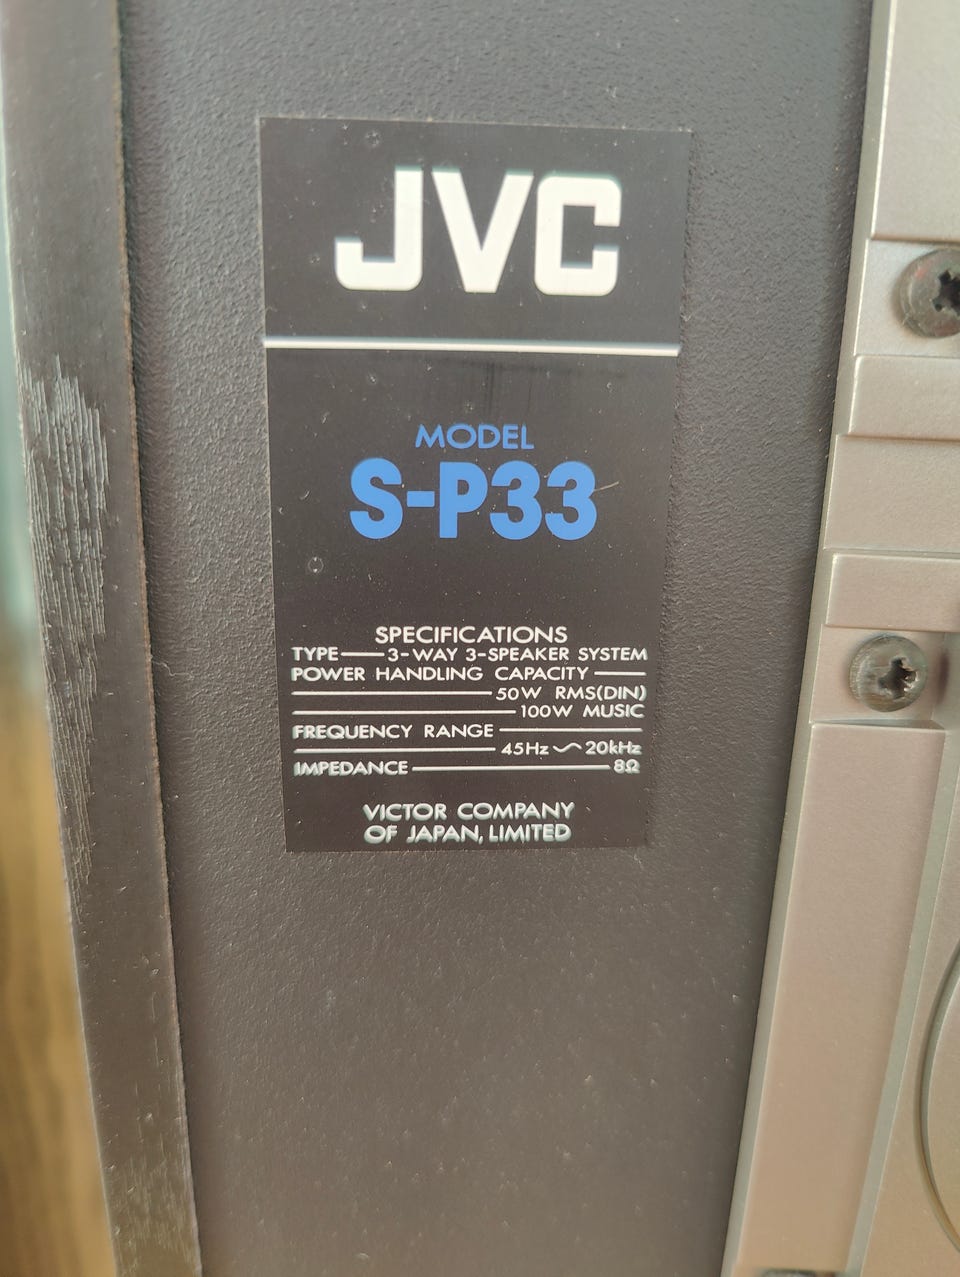 JVC
MODEL
S-P33
SPECIFICATIONS
TYPE — 3-WAY 3-SPEAKER SYSTEM
POWER HANDLING CAPACITY —
— 50W RMS(DIN)
— 100W MUSIC
FREQUENCY RANGE —
— 45Hz ~ 20kHz
IMPEDANCE — 8Ω
VICTOR COMPANY
OF JAPAN, LIMITED